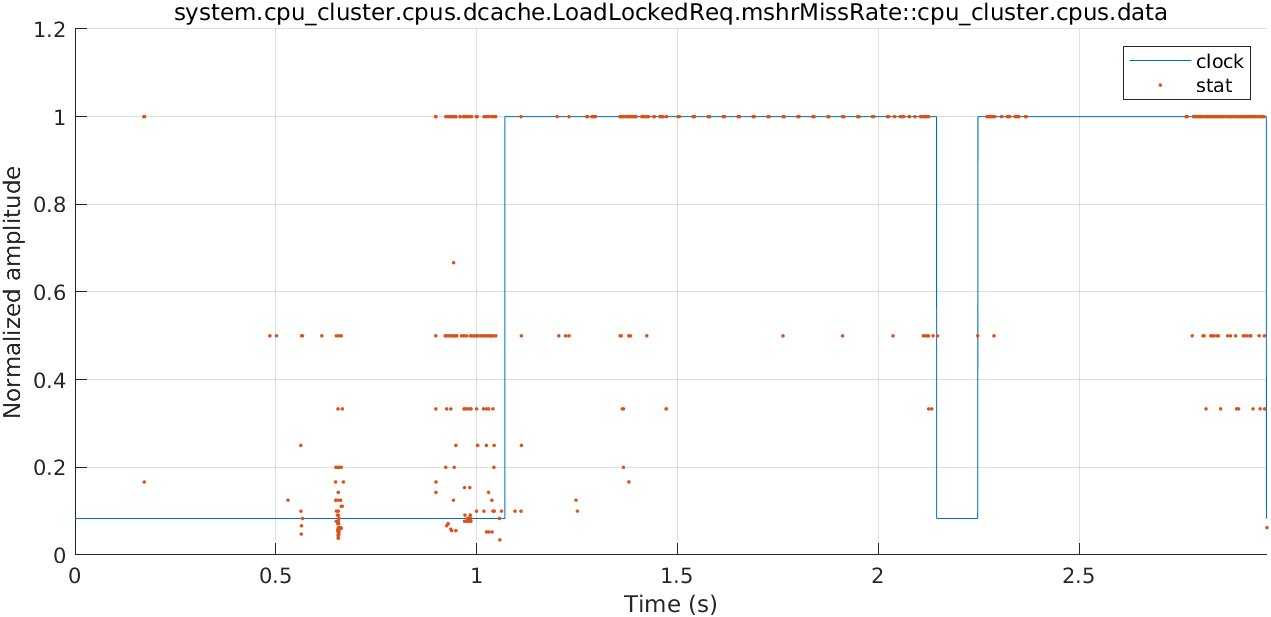 system.cpu_cluster.cpus.dcache.LoadLockedReq.mshrMissRate::cpu_cluster.cpus.data
1.2
clock
stat
1
0.8
0.6
0.4
0.2
0
Normalized amplitude
0
0.5
1
1.5
2
2.5
Time (s)